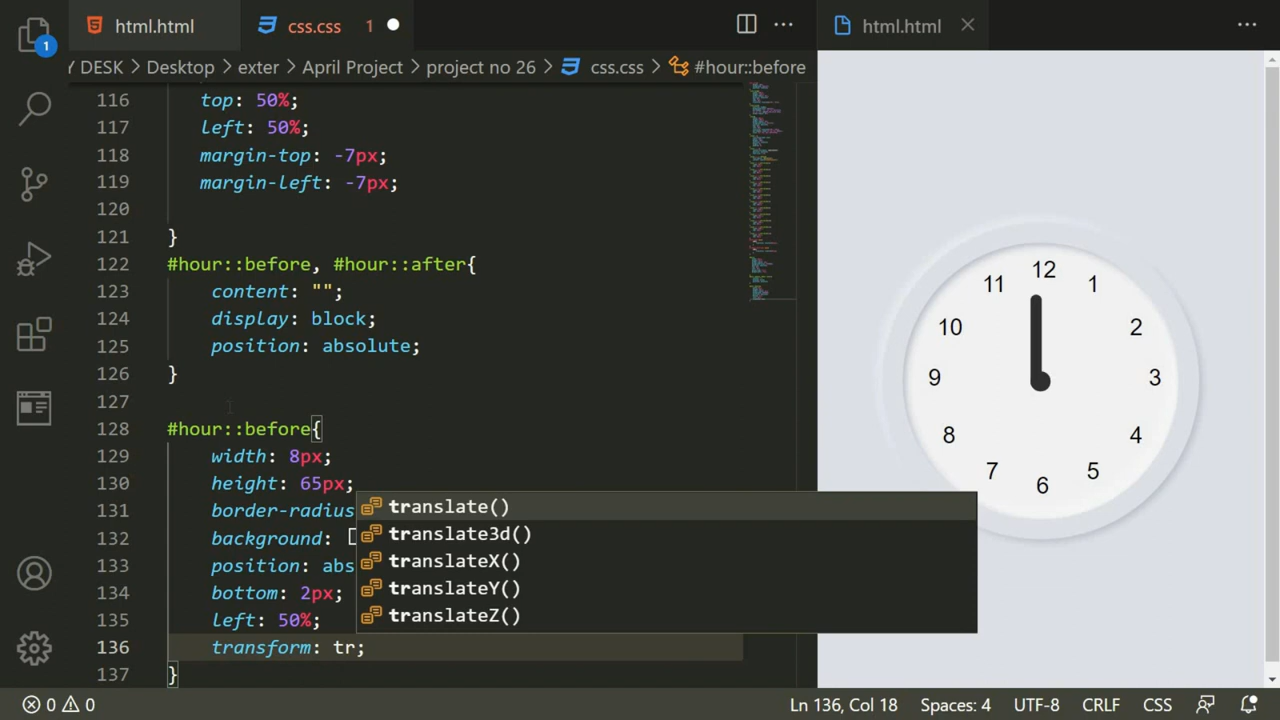 html.html
css.css 1
html.html
1
Y DESK > Desktop > exter > April Project > project no 26 > css.css > #hour::before
116 top: 50%;
117 left: 50%;
118 margin-top: -7px;
119 margin-left: -7px;
120
121 }
122 #hour::before, #hour::after{
123 content: "";
124 display: block;
125 position: absolute;
126 }
127
128 #hour::before{
129 width: 8px;
130 height: 65px;
131 border-radius
132 background:
133 position: abs
134 bottom: 2px;
135 left: 50%;
136 transform: tr;
137 }
translate()
translate3d()
translateX()
translateY()
translateZ()
12
11 1
10 2
9 3
8 4
7 5
6
0 0 Ln 136, Col 18 Spaces: 4 UTF-8 CRLF CSS